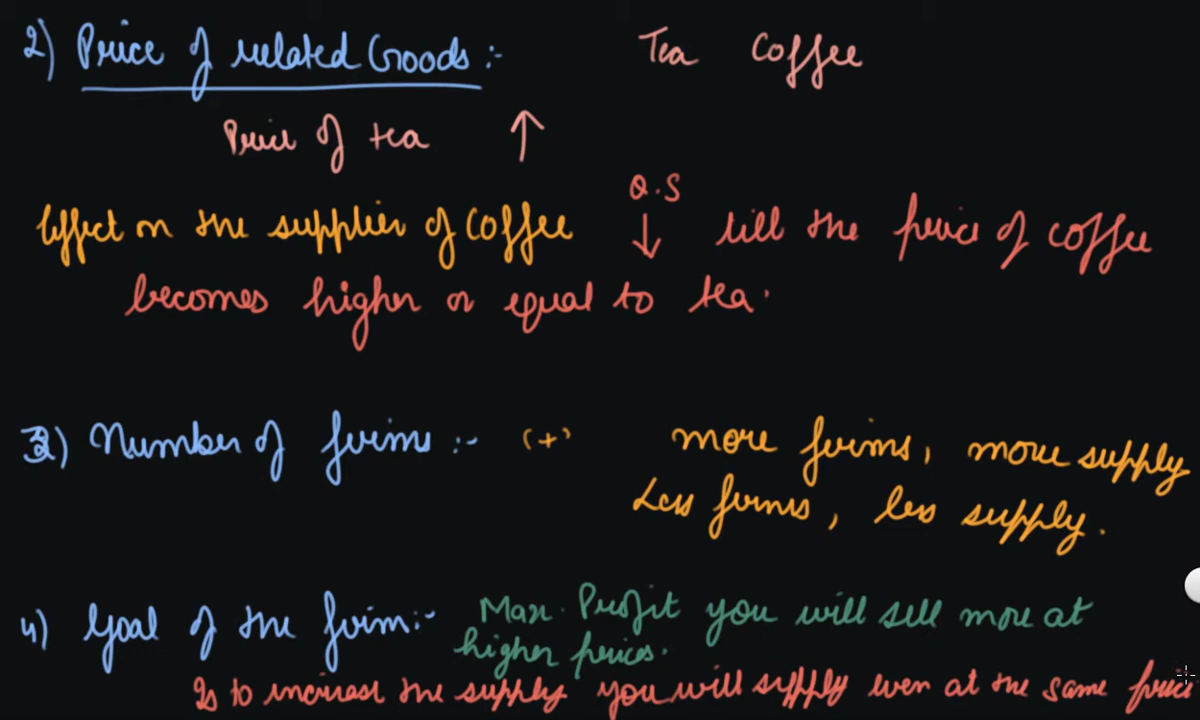 2) Price of related Goods :- Tea Coffee
Price of tea ↑
Effect on the supplier of Coffee Q.S ↓ till the price of coffee
becomes higher or equal to tea.
3) Number of firms :- (+) more firms, more supply
Less firms, less supply.
4) Goal of the firm:- Max. Profit you will sell more at
higher prices.
Is to increase the supply you will supply even at the same price